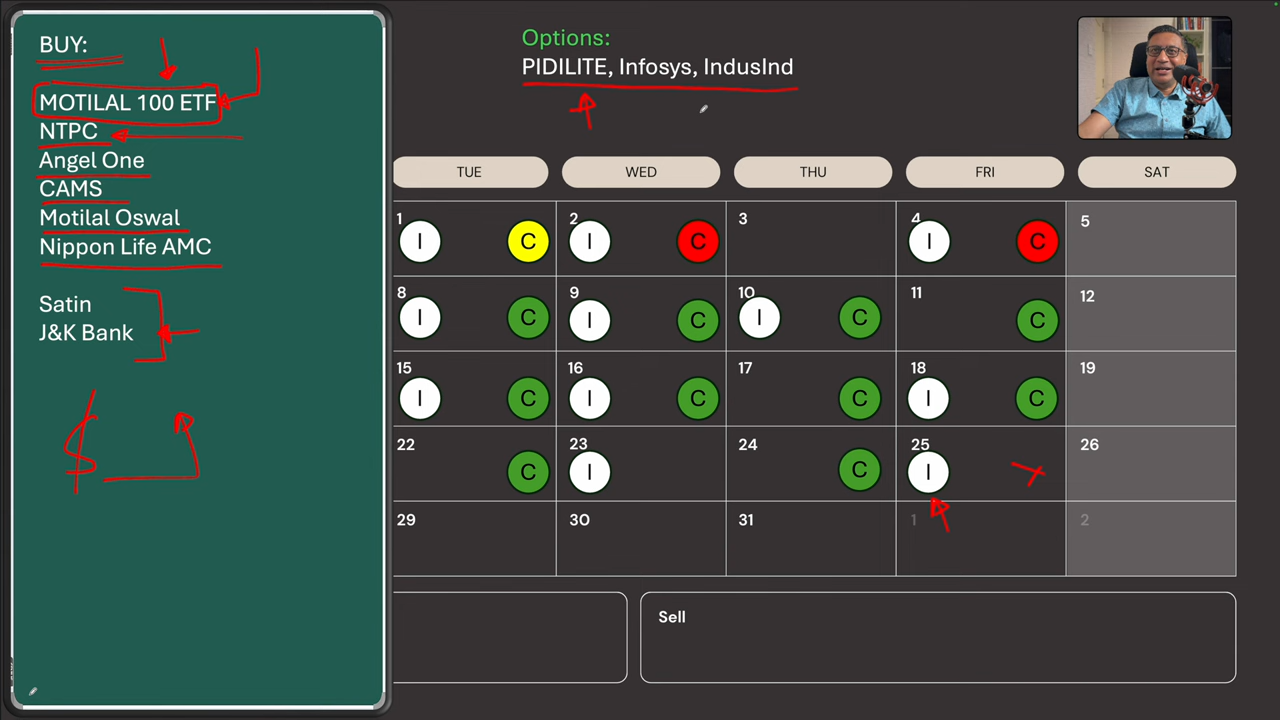 BUY:
MOTILAL 100 ETF
NTPC
Angel One
CAMS
Motilal Oswal
Nippon Life AMC
Satin
J&K Bank
$
Options:
PIDILITE, Infosys, IndusInd
TUE WED THU FRI SAT
1 I C 2 I C 3 4 I C 5
8 I C 9 I C 10 I C 11 C 12
15 I C 16 I C 17 C 18 I C 19
22 C 23 I 24 C 25 I 26
29 30 31 1 2
Sell